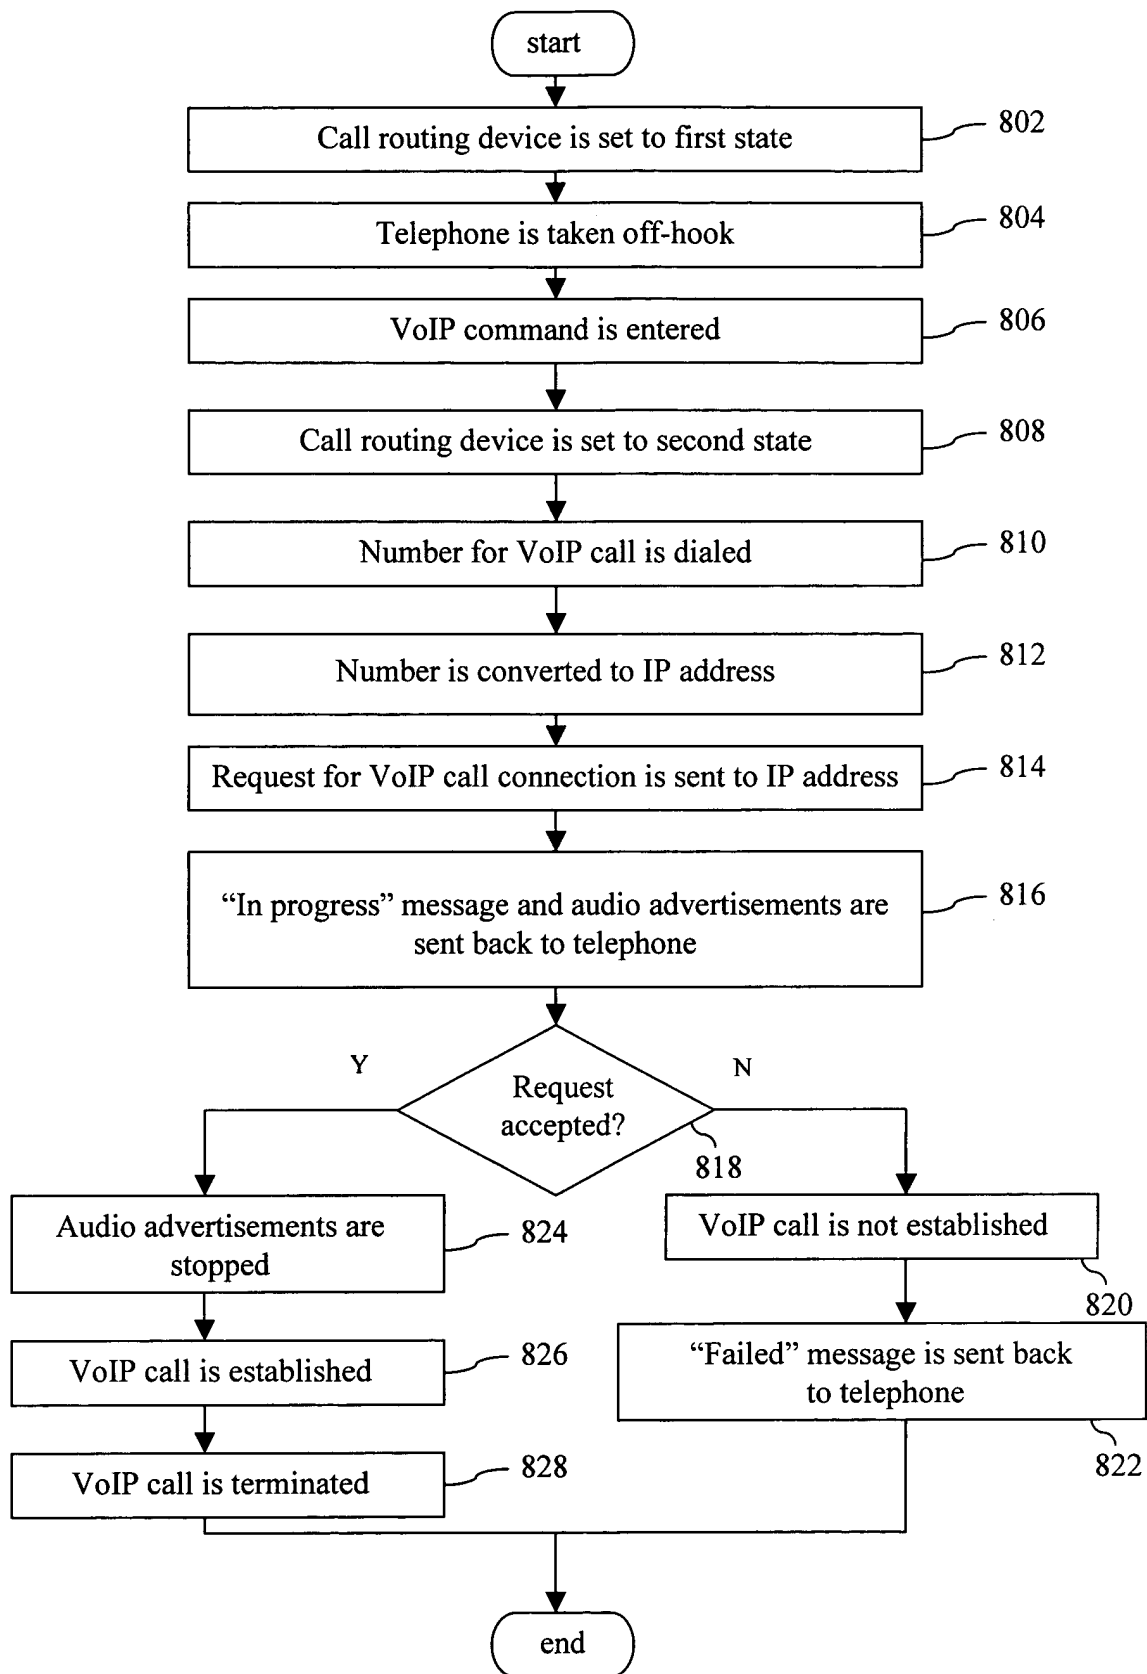 start
Call routing device is set to first state
802
Telephone is taken off-hook
804
VoIP command is entered
806
Call routing device is set to second state
808
Number for VoIP call is dialed
810
Number is converted to IP address
812
Request for VoIP call connection is sent to IP address
814
“In progress” message and audio advertisements are
sent back to telephone
816
Y
N
Request
accepted?
818
Audio advertisements are
stopped
824
VoIP call is not established
820
VoIP call is established
826
“Failed” message is sent back
to telephone
822
VoIP call is terminated
828
end